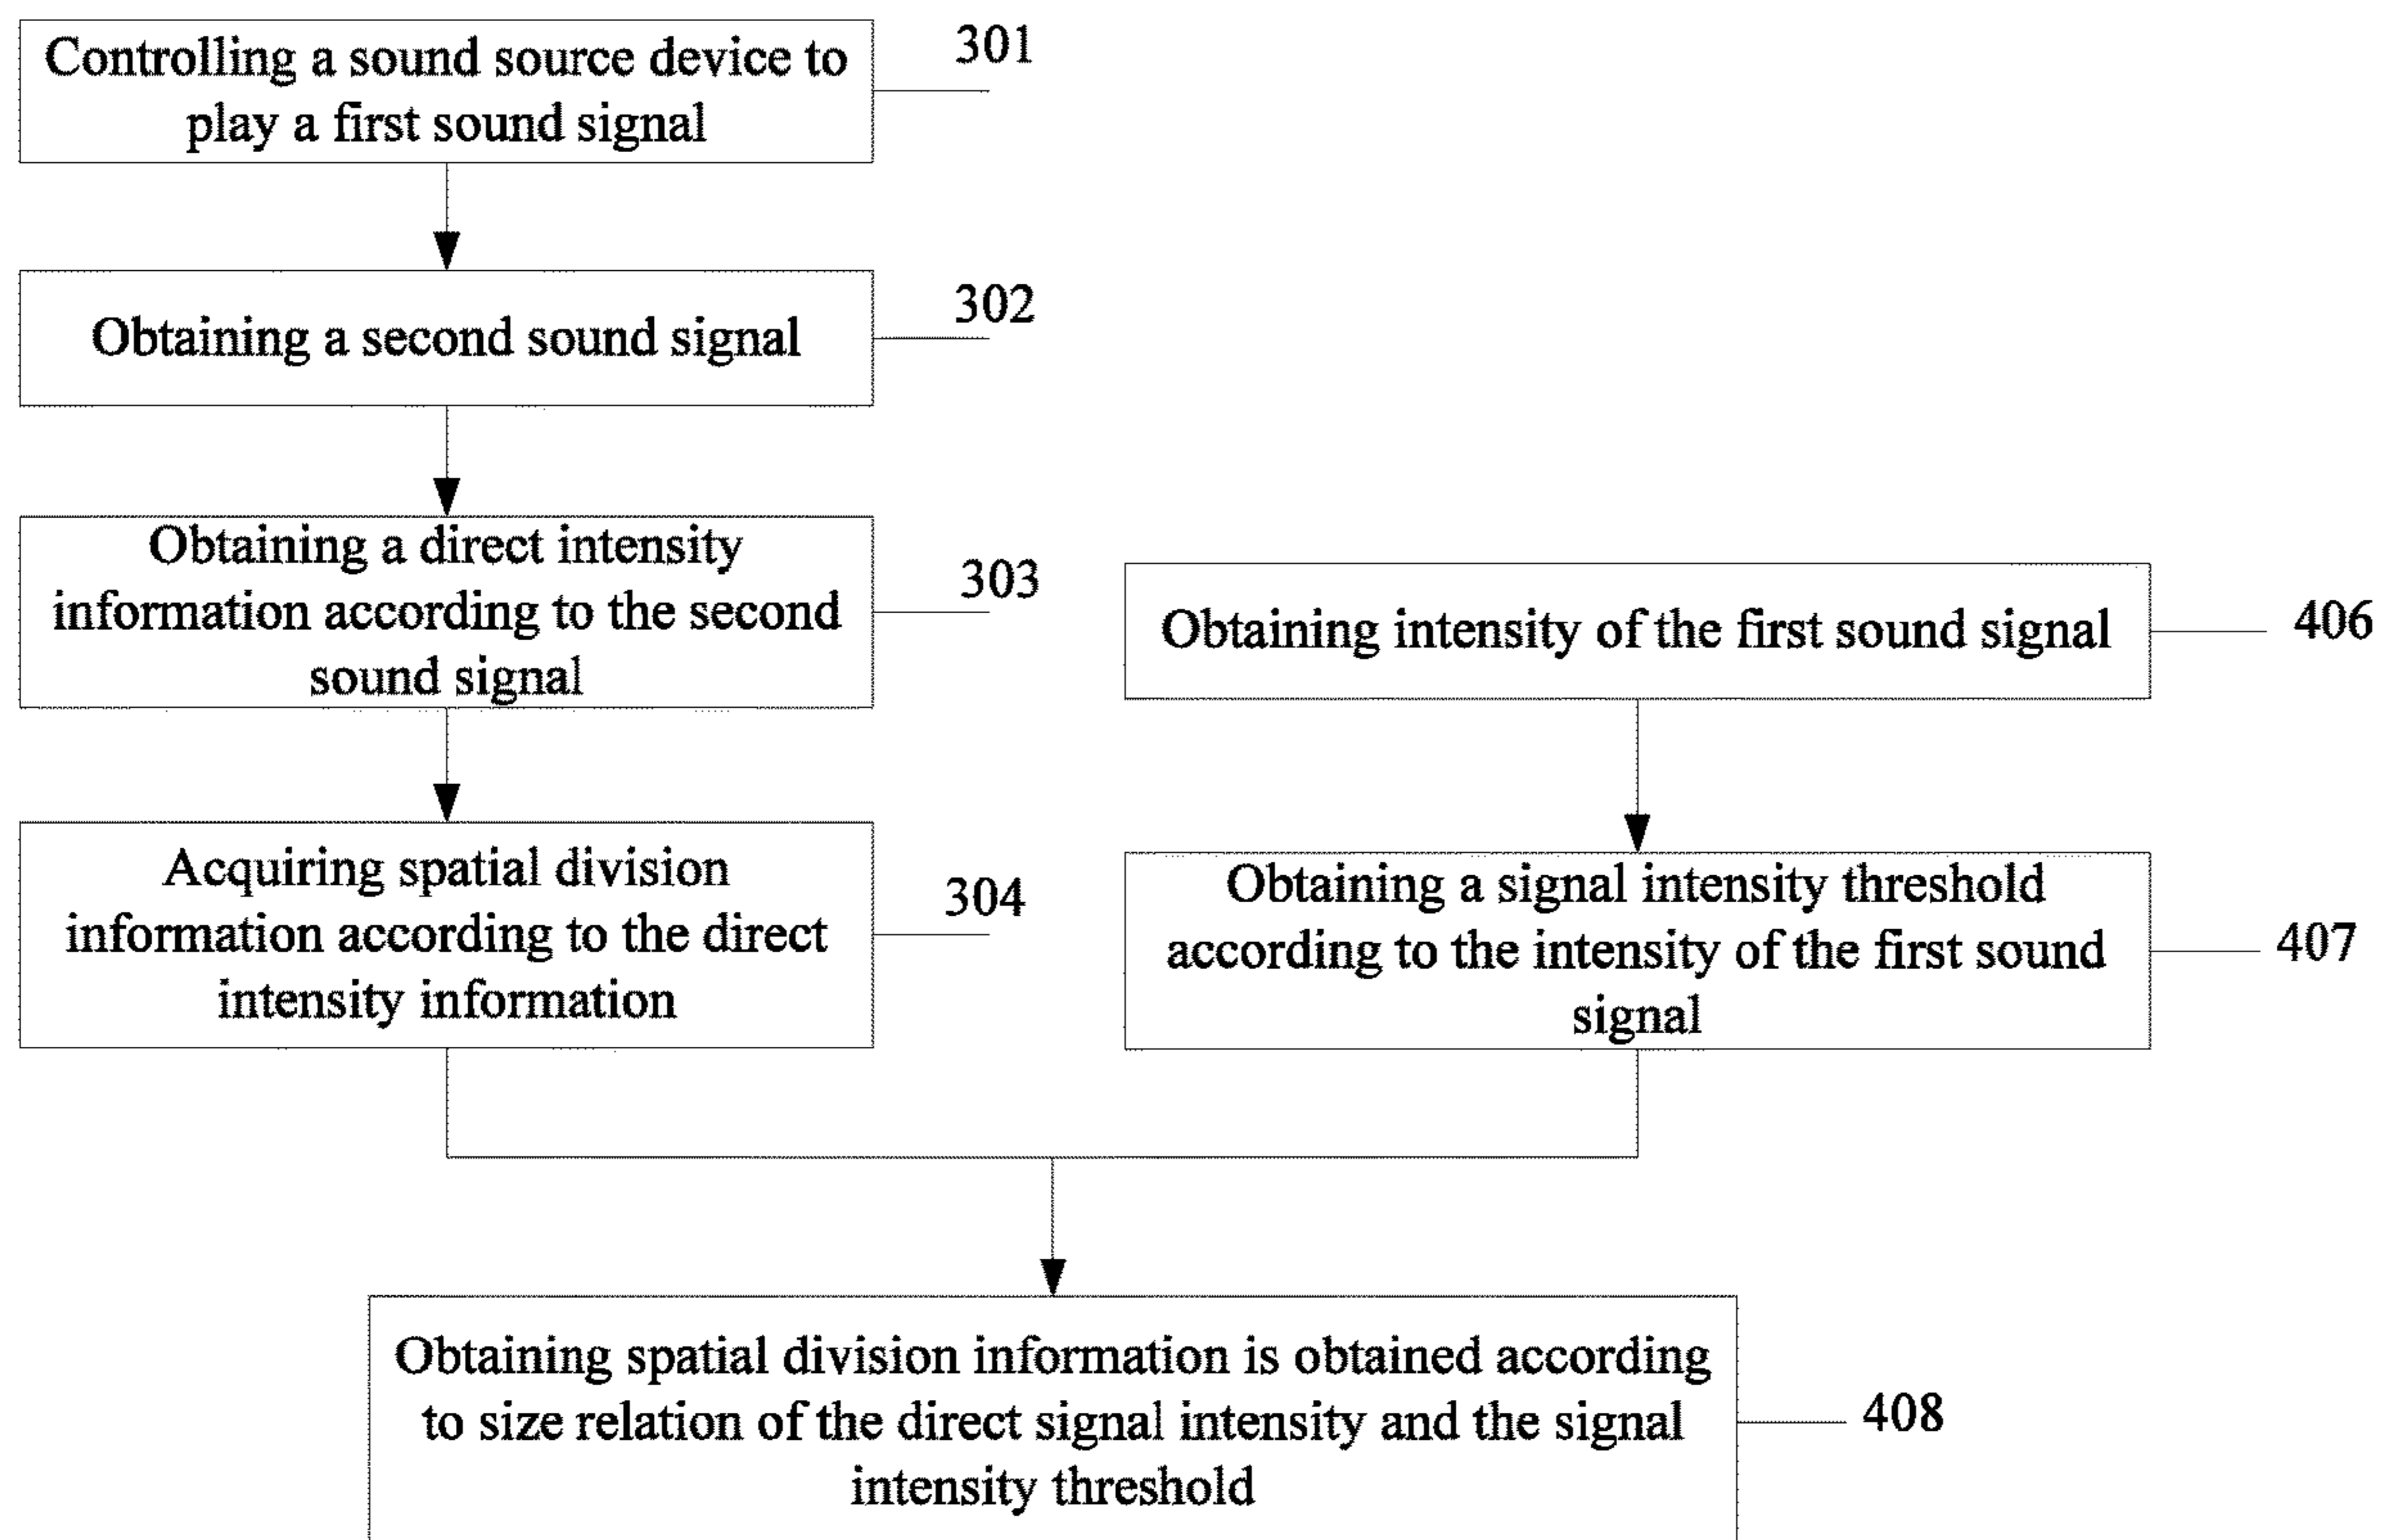 Controlling a sound source device to
play a first sound signal
301
Obtaining a second sound signal
302
Obtaining a direct intensity
information according to the second
sound signal
303
Acquiring spatial division
information according to the direct
intensity information
304
Obtaining intensity of the first sound signal
406
Obtaining a signal intensity threshold
according to the intensity of the first sound
signal
407
Obtaining spatial division information is obtained according
to size relation of the direct signal intensity and the signal
intensity threshold
408